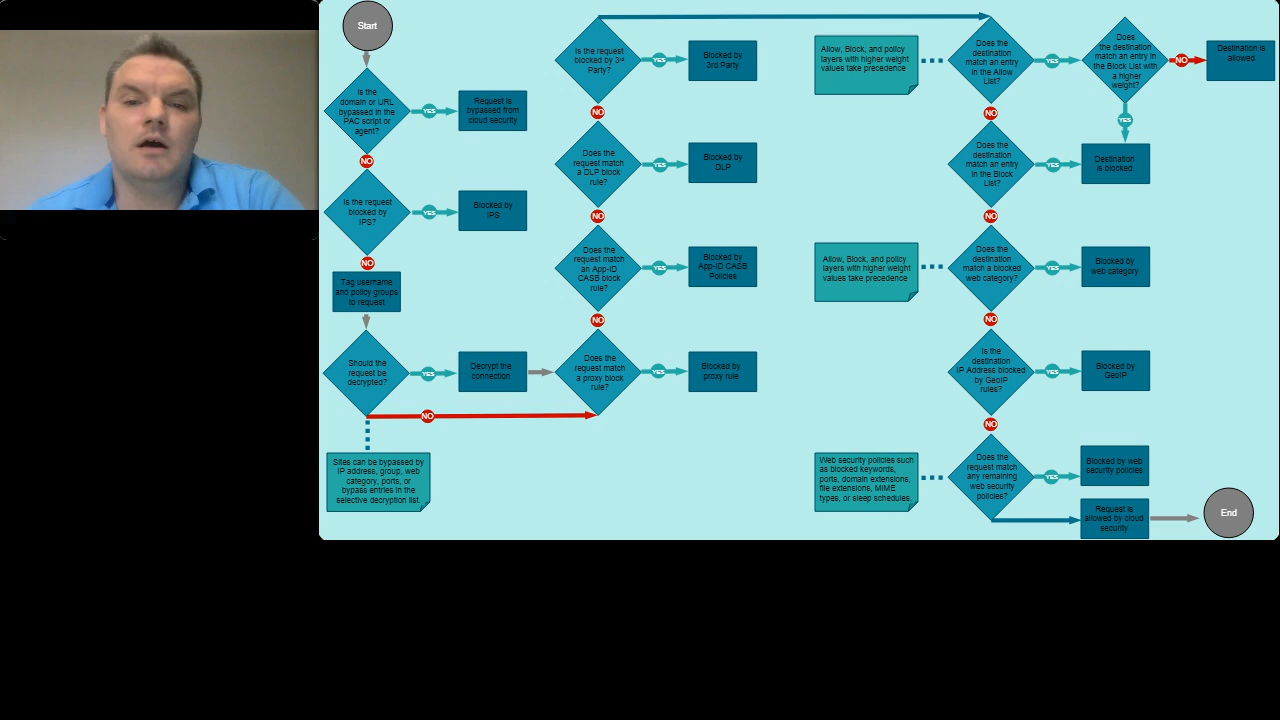 Start
Is the
domain or URL
bypassed in the
PAC script or
agent?
YES
Request is
bypassed from
cloud security
NO
Is the request
blocked by
IPS?
YES
Blocked by
IPS
NO
Tag username
and policy groups
to request
Should the
request be
decrypted?
YES
Decrypt the
connection
NO
Sites can be bypassed by
IP address, group, web
category, ports, or
bypass entries in the
selective decryption list.
Is the request
blocked by 3rd
Party?
YES
Blocked by
3rd Party
NO
Does the
request match
a DLP block
rule?
YES
Blocked by
DLP
NO
Does the
request match
an App-ID
CASB block
rule?
YES
Blocked by
App-ID CASB
Policies
NO
Does the
request match
a proxy block
rule?
YES
Blocked by
proxy rule
Allow, Block, and policy
layers with higher weight
values take precedence
Does the
destination
match an entry
in the Allow
List?
YES
Does
the destination
match an entry in
the Block List with
a higher
weight?
NO
Destination is
allowed
YES
NO
Does the
destination
match an entry
in the Block
List?
YES
Destination
is blocked
NO
Allow, Block, and policy
layers with higher weight
values take precedence
Does the
destination
match a blocked
web category?
YES
Blocked by
web category
NO
Is the
destination
IP Address blocked
by GeoIP
rules?
YES
Blocked by
GeoIP
NO
Web security policies such
as blocked keywords,
ports, domain extensions,
file extensions, MIME
types, or sleep schedules.
Does the
request match
any remaining
web security
policies?
YES
Blocked by web
security policies
Request is
allowed by cloud
security
End